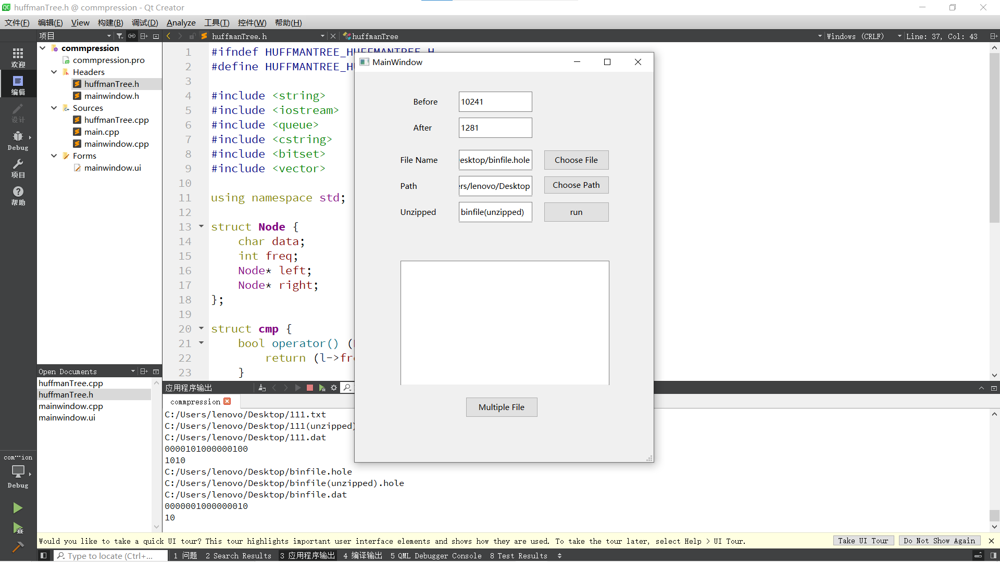 huffmanTree.h @ commpression - Qt Creator
文件(F) 编辑(E) View 构建(B) 调试(D) Analyze 工具(T) 控件(W) 帮助(H)
项目
huffmanTree.h
huffmanTree
Windows (CRLF)
Line: 37, Col: 43
欢迎
编辑
设计
Debug
项目
帮助
com···ion
Debug
commpression
commpression.pro
Headers
huffmanTree.h
mainwindow.h
Sources
huffmanTree.cpp
main.cpp
mainwindow.cpp
Forms
mainwindow.ui
Open Documents
huffmanTree.cpp
huffmanTree.h
mainwindow.cpp
mainwindow.ui
1 #ifndef HUFFMANTREE_HUFFMANTREE_H
2 #define HUFFMANTREE_HU
3
4 #include <string>
5 #include <iostream>
6 #include <queue>
7 #include <cstring>
8 #include <bitset>
9 #include <vector>
10
11 using namespace std;
12
13 struct Node {
14 char data;
15 int freq;
16 Node* left;
17 Node* right;
18 };
19
20 struct cmp {
21 bool operator() (
22 return (l->fre
23 }
MainWindow
Before 10241
After 1281
File Name esktop/binfile.hole Choose File
Path rs/lenovo/Desktop Choose Path
Unzipped binfile(unzipped) run
Multiple File
应用程序输出
commpression
C:/Users/lenovo/Desktop/111.txt
C:/Users/lenovo/Desktop/111(unzipped)
C:/Users/lenovo/Desktop/111.dat
0000101000000100
1010
C:/Users/lenovo/Desktop/binfile.hole
C:/Users/lenovo/Desktop/binfile(unzipped).hole
C:/Users/lenovo/Desktop/binfile.dat
0000001000000010
10
Would you like to take a quick UI tour? This tour highlights important user interface elements and shows how they are used. To take the tour later, select Help > UI Tour.
Take UI Tour
Do Not Show Again
Type to locate (Ctrl+...
1 问题 2 Search Results 3 应用程序输出 4 编译输出 5 QML Debugger Console 8 Test Results